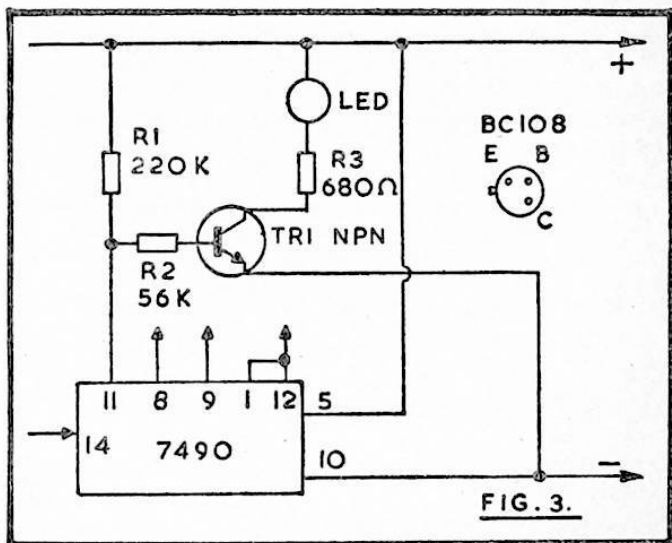 +
LED
BC108
E B
C
R1
220K
R3
680Ω
TR1 NPN
R2
56K
11 8 9 1 12 5
14 7490 10
−
FIG.3.